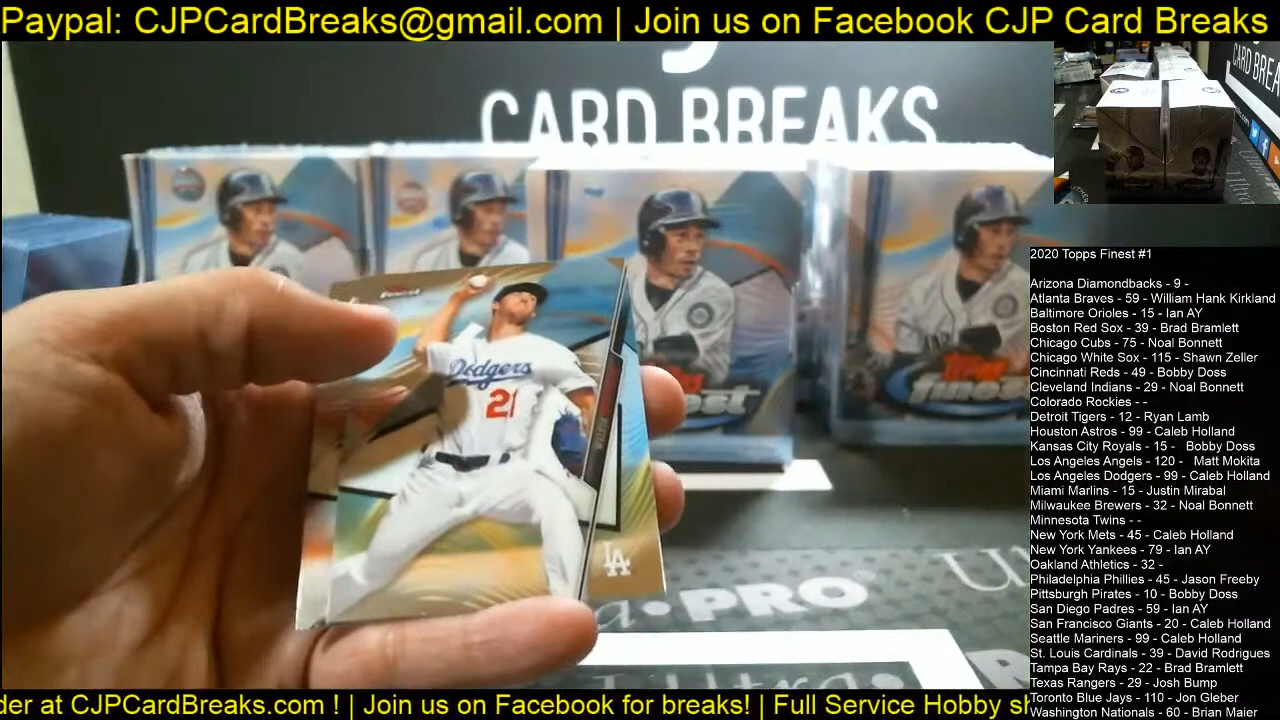 Paypal: CJPCardBreaks@gmail.com | Join us on Facebook CJP Card Breaks
CARD BREAKS
CARD BREA
FINEST
Dodgers
21
LA
Topps
finest
PRO
2020 Topps Finest #1
Arizona Diamondbacks - 9 -
Atlanta Braves - 59 - William Hank Kirkland
Baltimore Orioles - 15 - Ian AY
Boston Red Sox - 39 - Brad Bramlett
Chicago Cubs - 75 - Noal Bonnett
Chicago White Sox - 115 - Shawn Zeller
Cincinnati Reds - 49 - Bobby Doss
Cleveland Indians - 29 - Noal Bonnett
Colorado Rockies - -
Detroit Tigers - 12 - Ryan Lamb
Houston Astros - 99 - Caleb Holland
Kansas City Royals - 15 - Bobby Doss
Los Angeles Angels - 120 - Matt Mokita
Los Angeles Dodgers - 99 - Caleb Holland
Miami Marlins - 15 - Justin Mirabal
Milwaukee Brewers - 32 - Noal Bonnett
Minnesota Twins - -
New York Mets - 45 - Caleb Holland
New York Yankees - 79 - Ian AY
Oakland Athletics - 32 -
Philadelphia Phillies - 45 - Jason Freeby
Pittsburgh Pirates - 10 - Bobby Doss
San Diego Padres - 59 - Ian AY
San Francisco Giants - 20 - Caleb Holland
Seattle Mariners - 99 - Caleb Holland
St. Louis Cardinals - 39 - David Rodrigues
Tampa Bay Rays - 22 - Brad Bramlett
Texas Rangers - 29 - Josh Bump
Toronto Blue Jays - 110 - Jon Gleber
Washington Nationals - 60 - Brian Maier
der at CJPCardBreaks.com ! | Join us on Facebook for breaks! | Full Service Hobby sh